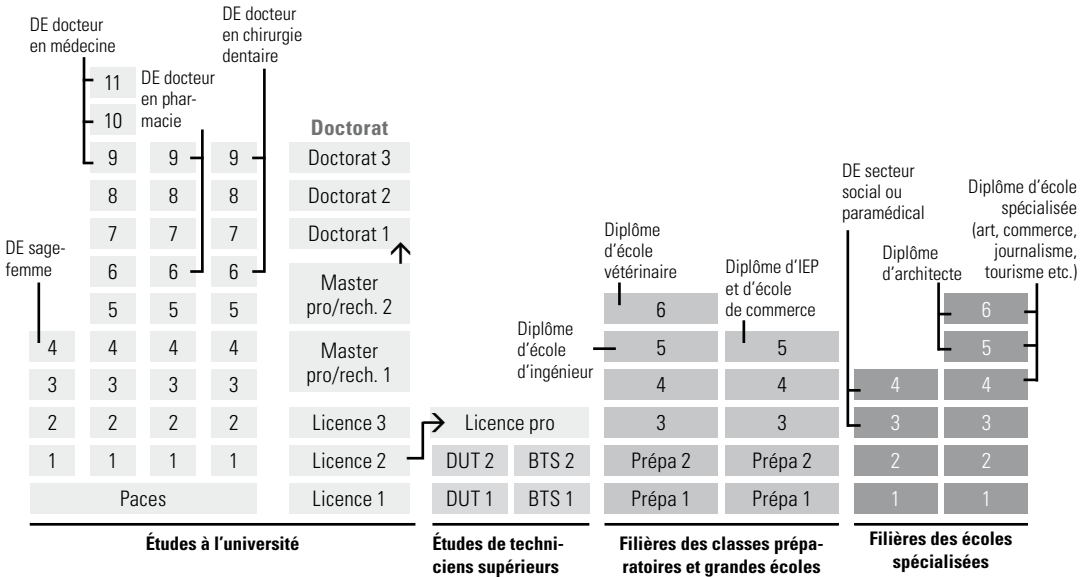 DE docteur
en médecine
DE docteur
en chirurgie
dentaire
DE docteur
en phar-
macie
DE sage-
femme
11
10
Doctorat
9 9 9 Doctorat 3
8 8 8 Doctorat 2
7 7 7 Doctorat 1
6 6 6 Master
pro/rech. 2
5 5 5
4 4 4 4 Master
pro/rech. 1
3 3 3 3
2 2 2 2 Licence 3
1 1 1 1 Licence 2
Paces Licence 1
Études à l'université
Licence pro
DUT 2 BTS 2
DUT 1 BTS 1
Études de techni-
ciens supérieurs
Diplôme
d'école
vétérinaire
Diplôme
d'école
d'ingénieur
Diplôme d'IEP
et d'école
de commerce
6
5 5
4 4
3 3
Prépa 2 Prépa 2
Prépa 1 Prépa 1
Filières des classes prépa-
ratoires et grandes écoles
DE secteur
social ou
paramédical
Diplôme
d'architecte
Diplôme d'école
spécialisée
(art, commerce,
journalisme,
tourisme etc.)
6
5
4 4
3 3
2 2
1 1
Filières des écoles
spécialisées